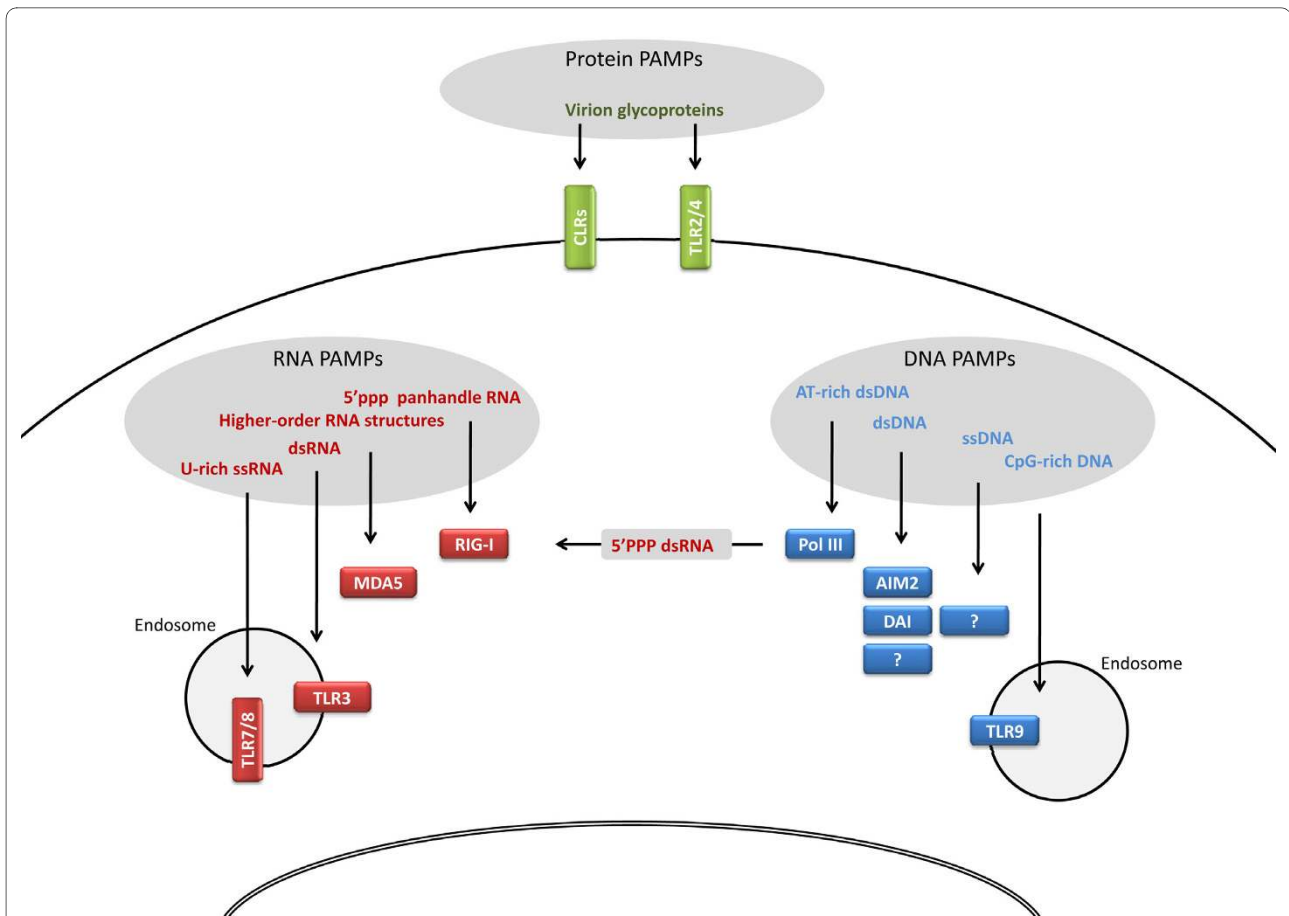 Protein PAMPs
Virion glycoproteins
CLRs
TLR2/4
RNA PAMPs
5’ppp panhandle RNA
Higher-order RNA structures
dsRNA
U-rich ssRNA
DNA PAMPs
AT-rich dsDNA
dsDNA
ssDNA
CpG-rich DNA
RIG-I
5’PPP dsRNA
Pol III
MDA5
AIM2
DAI
?
?
Endosome
TLR3
TLR7/8
Endosome
TLR9